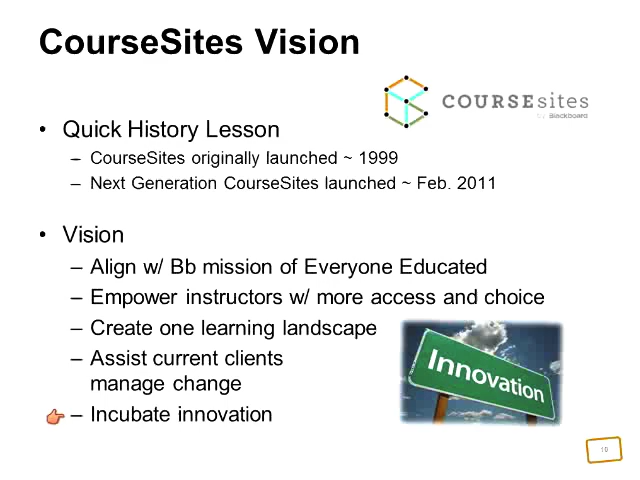 CourseSites Vision
COURSEsites
by Blackboard
• Quick History Lesson
– CourseSites originally launched ~ 1999
– Next Generation CourseSites launched ~ Feb. 2011
• Vision
– Align w/ Bb mission of Everyone Educated
– Empower instructors w/ more access and choice
– Create one learning landscape
– Assist current clients
manage change
– Incubate innovation
Innovation
10